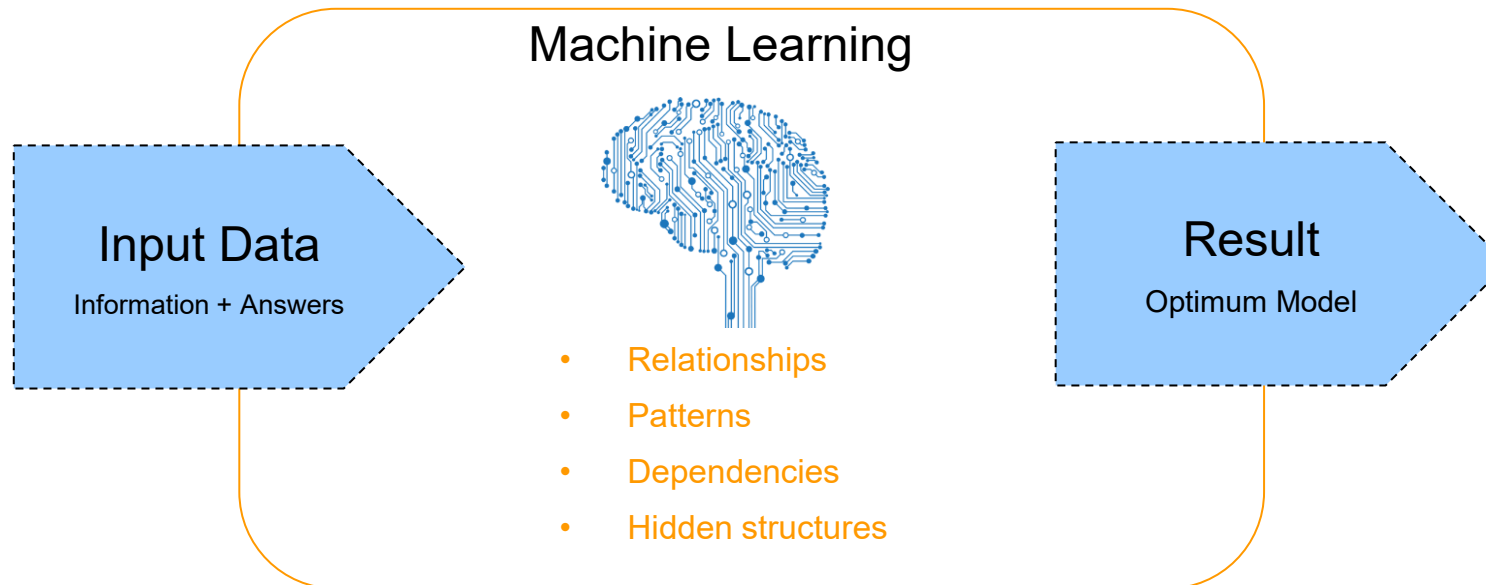 Machine Learning
Input Data
Information + Answers
• Relationships
• Patterns
• Dependencies
• Hidden structures
Result
Optimum Model